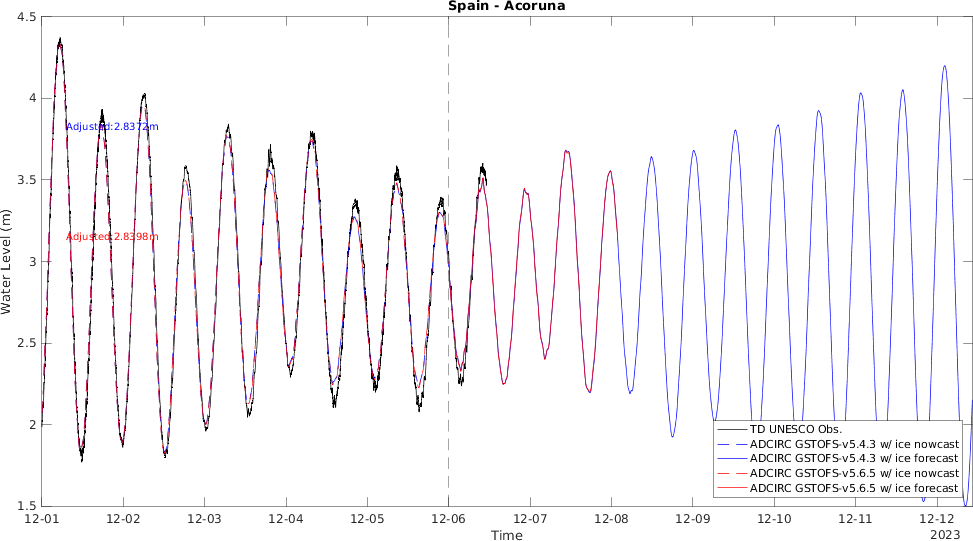 Spain - Acoruna
4.5
4
3.5
3
2.5
2
1.5
Water Level (m)
Adjusted:2.8372m
Adjusted:2.8398m
TD UNESCO Obs.
ADCIRC GSTOFS-v5.4.3 w/ ice nowcast
ADCIRC GSTOFS-v5.4.3 w/ ice forecast
ADCIRC GSTOFS-v5.6.5 w/ ice nowcast
ADCIRC GSTOFS-v5.6.5 w/ ice forecast
12-01 12-02 12-03 12-04 12-05 12-06 12-07 12-08 12-09 12-10 12-11 12-12
Time
2023